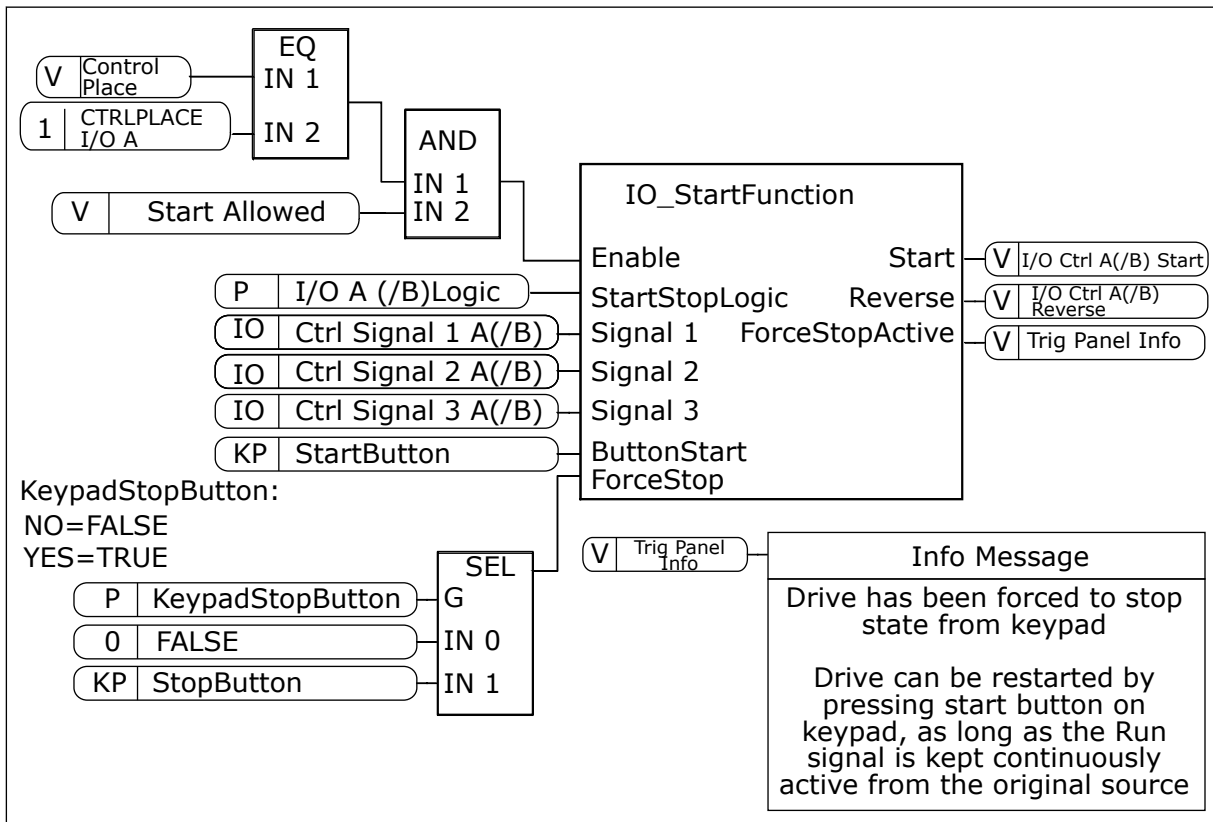 EQ
IN 1
IN 2
V
Control
Place
1
CTRLPLACE
I/O A
AND
IN 1
IN 2
V
Start Allowed
IO_StartFunction
Enable
StartStopLogic
Signal 1
Signal 2
Signal 3
ButtonStart
ForceStop
Start
Reverse
ForceStopActive
V
I/O Ctrl A(/B) Start
V
I/O Ctrl A(/B)
Reverse
V
Trig Panel Info
P
I/O A (/B)Logic
IO
Ctrl Signal 1 A(/B)
IO
Ctrl Signal 2 A(/B)
IO
Ctrl Signal 3 A(/B)
KP
StartButton
KeypadStopButton:
NO=FALSE
YES=TRUE
SEL
G
IN 0
IN 1
P
KeypadStopButton
0
FALSE
KP
StopButton
V
Trig Panel
Info
Info Message
Drive has been forced to stop
state from keypad
Drive can be restarted by
pressing start button on
keypad, as long as the Run
signal is kept continuously
active from the original source